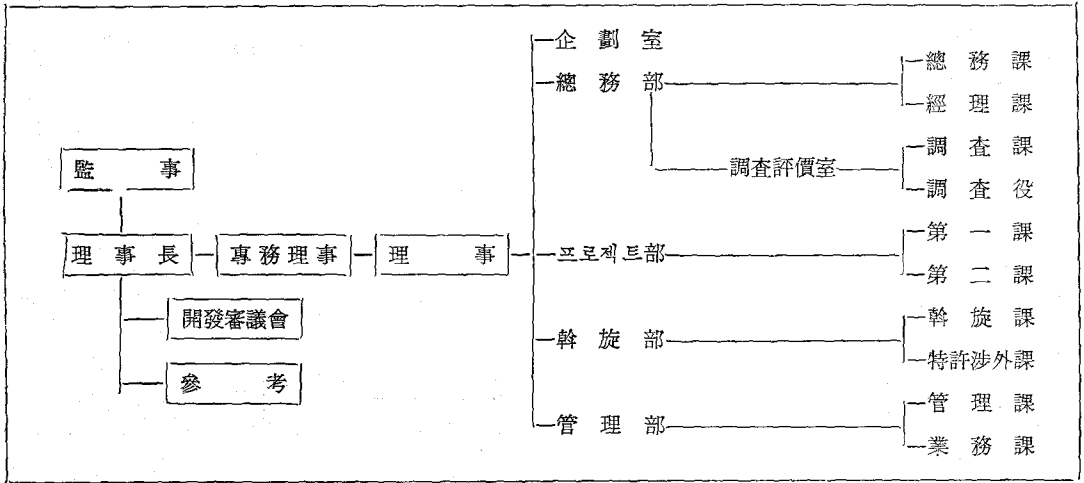 企劃室
總務部
總務課
經理課
調査評價室
調査課
調査役
監事
理事長
專務理事
理事
프로젝트部
第一課
第二課
開發審議會
參考
斡旋部
斡旋課
特許涉外課
管理部
管理課
業務課